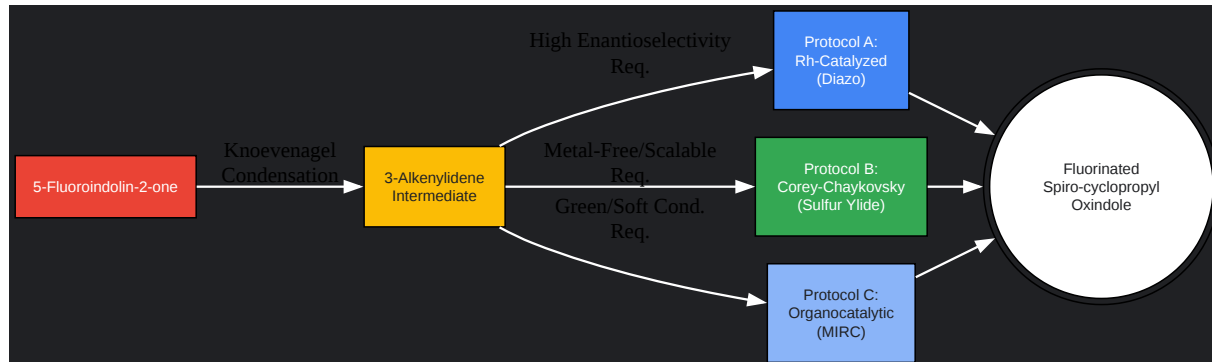 5-Fluoroindolin-2-one
Knoevenagel
Condensation
3-Alkenylidene
Intermediate
High Enantioselectivity
Req.
Metal-Free/Scalable
Req.
Green/Soft Cond.
Req.
Protocol A:
Rh-Catalyzed
(Diazo)
Protocol B:
Corey-Chaykovsky
(Sulfur Ylide)
Protocol C:
Organocatalytic
(MIRC)
Fluorinated
Spiro-cyclopropyl
Oxindole